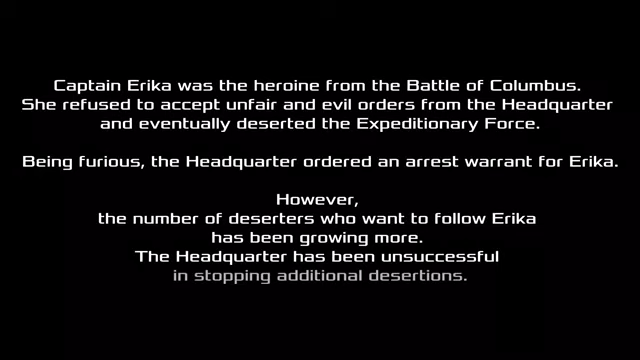 Captain Erika was the heroine from the Battle of Columbus.
She refused to accept unfair and evil orders from the Headquarter
and eventually deserted the Expeditionary Force.
Being furious, the Headquarter ordered an arrest warrant for Erika.
However,
the number of deserters who want to follow Erika
has been growing more.
The Headquarter has been unsuccessful
in stopping additional desertions.